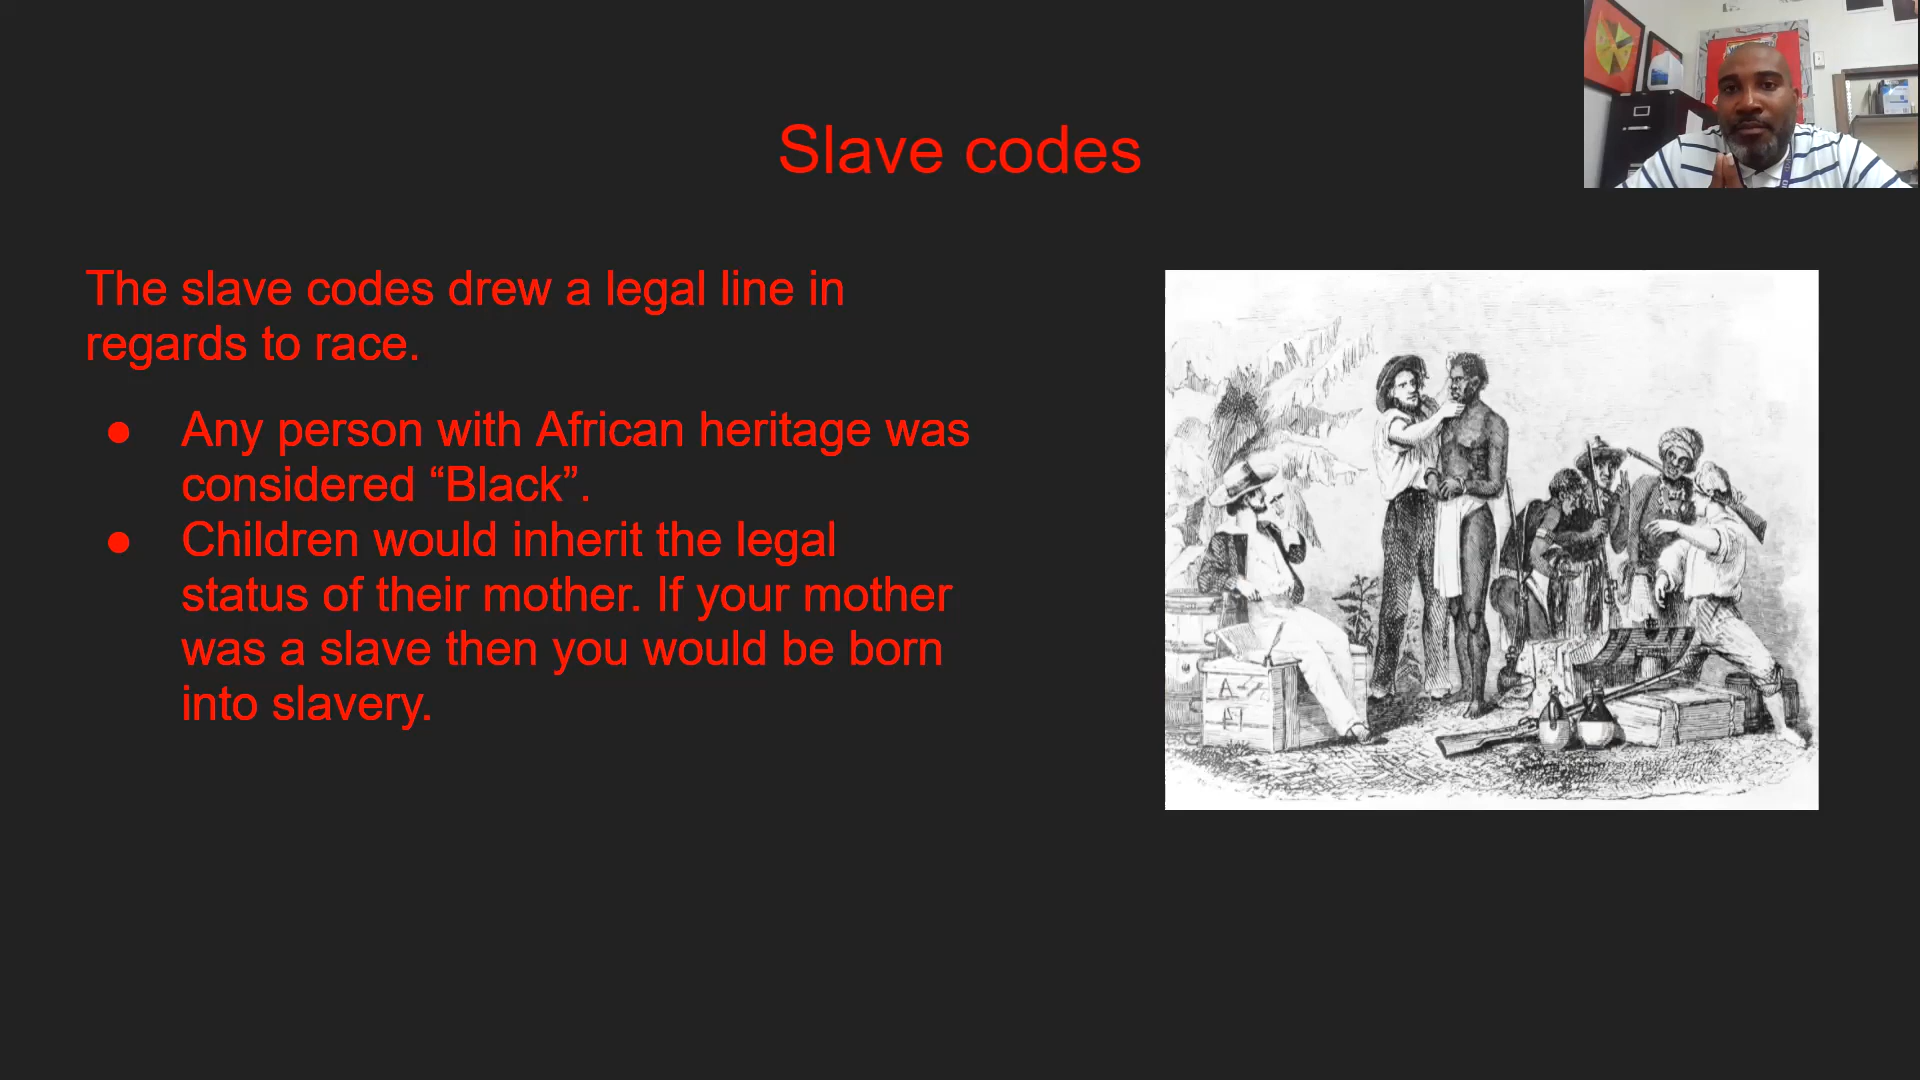 Slave codes
The slave codes drew a legal line in
regards to race.
● Any person with African heritage was
considered “Black”.
● Children would inherit the legal
status of their mother. If your mother
was a slave then you would be born
into slavery.